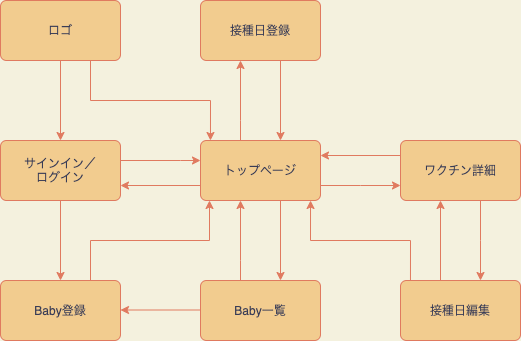 ロゴ
接種日登録
サインイン／
ログイン
トップページ
ワクチン詳細
Baby登録
Baby一覧
接種日編集